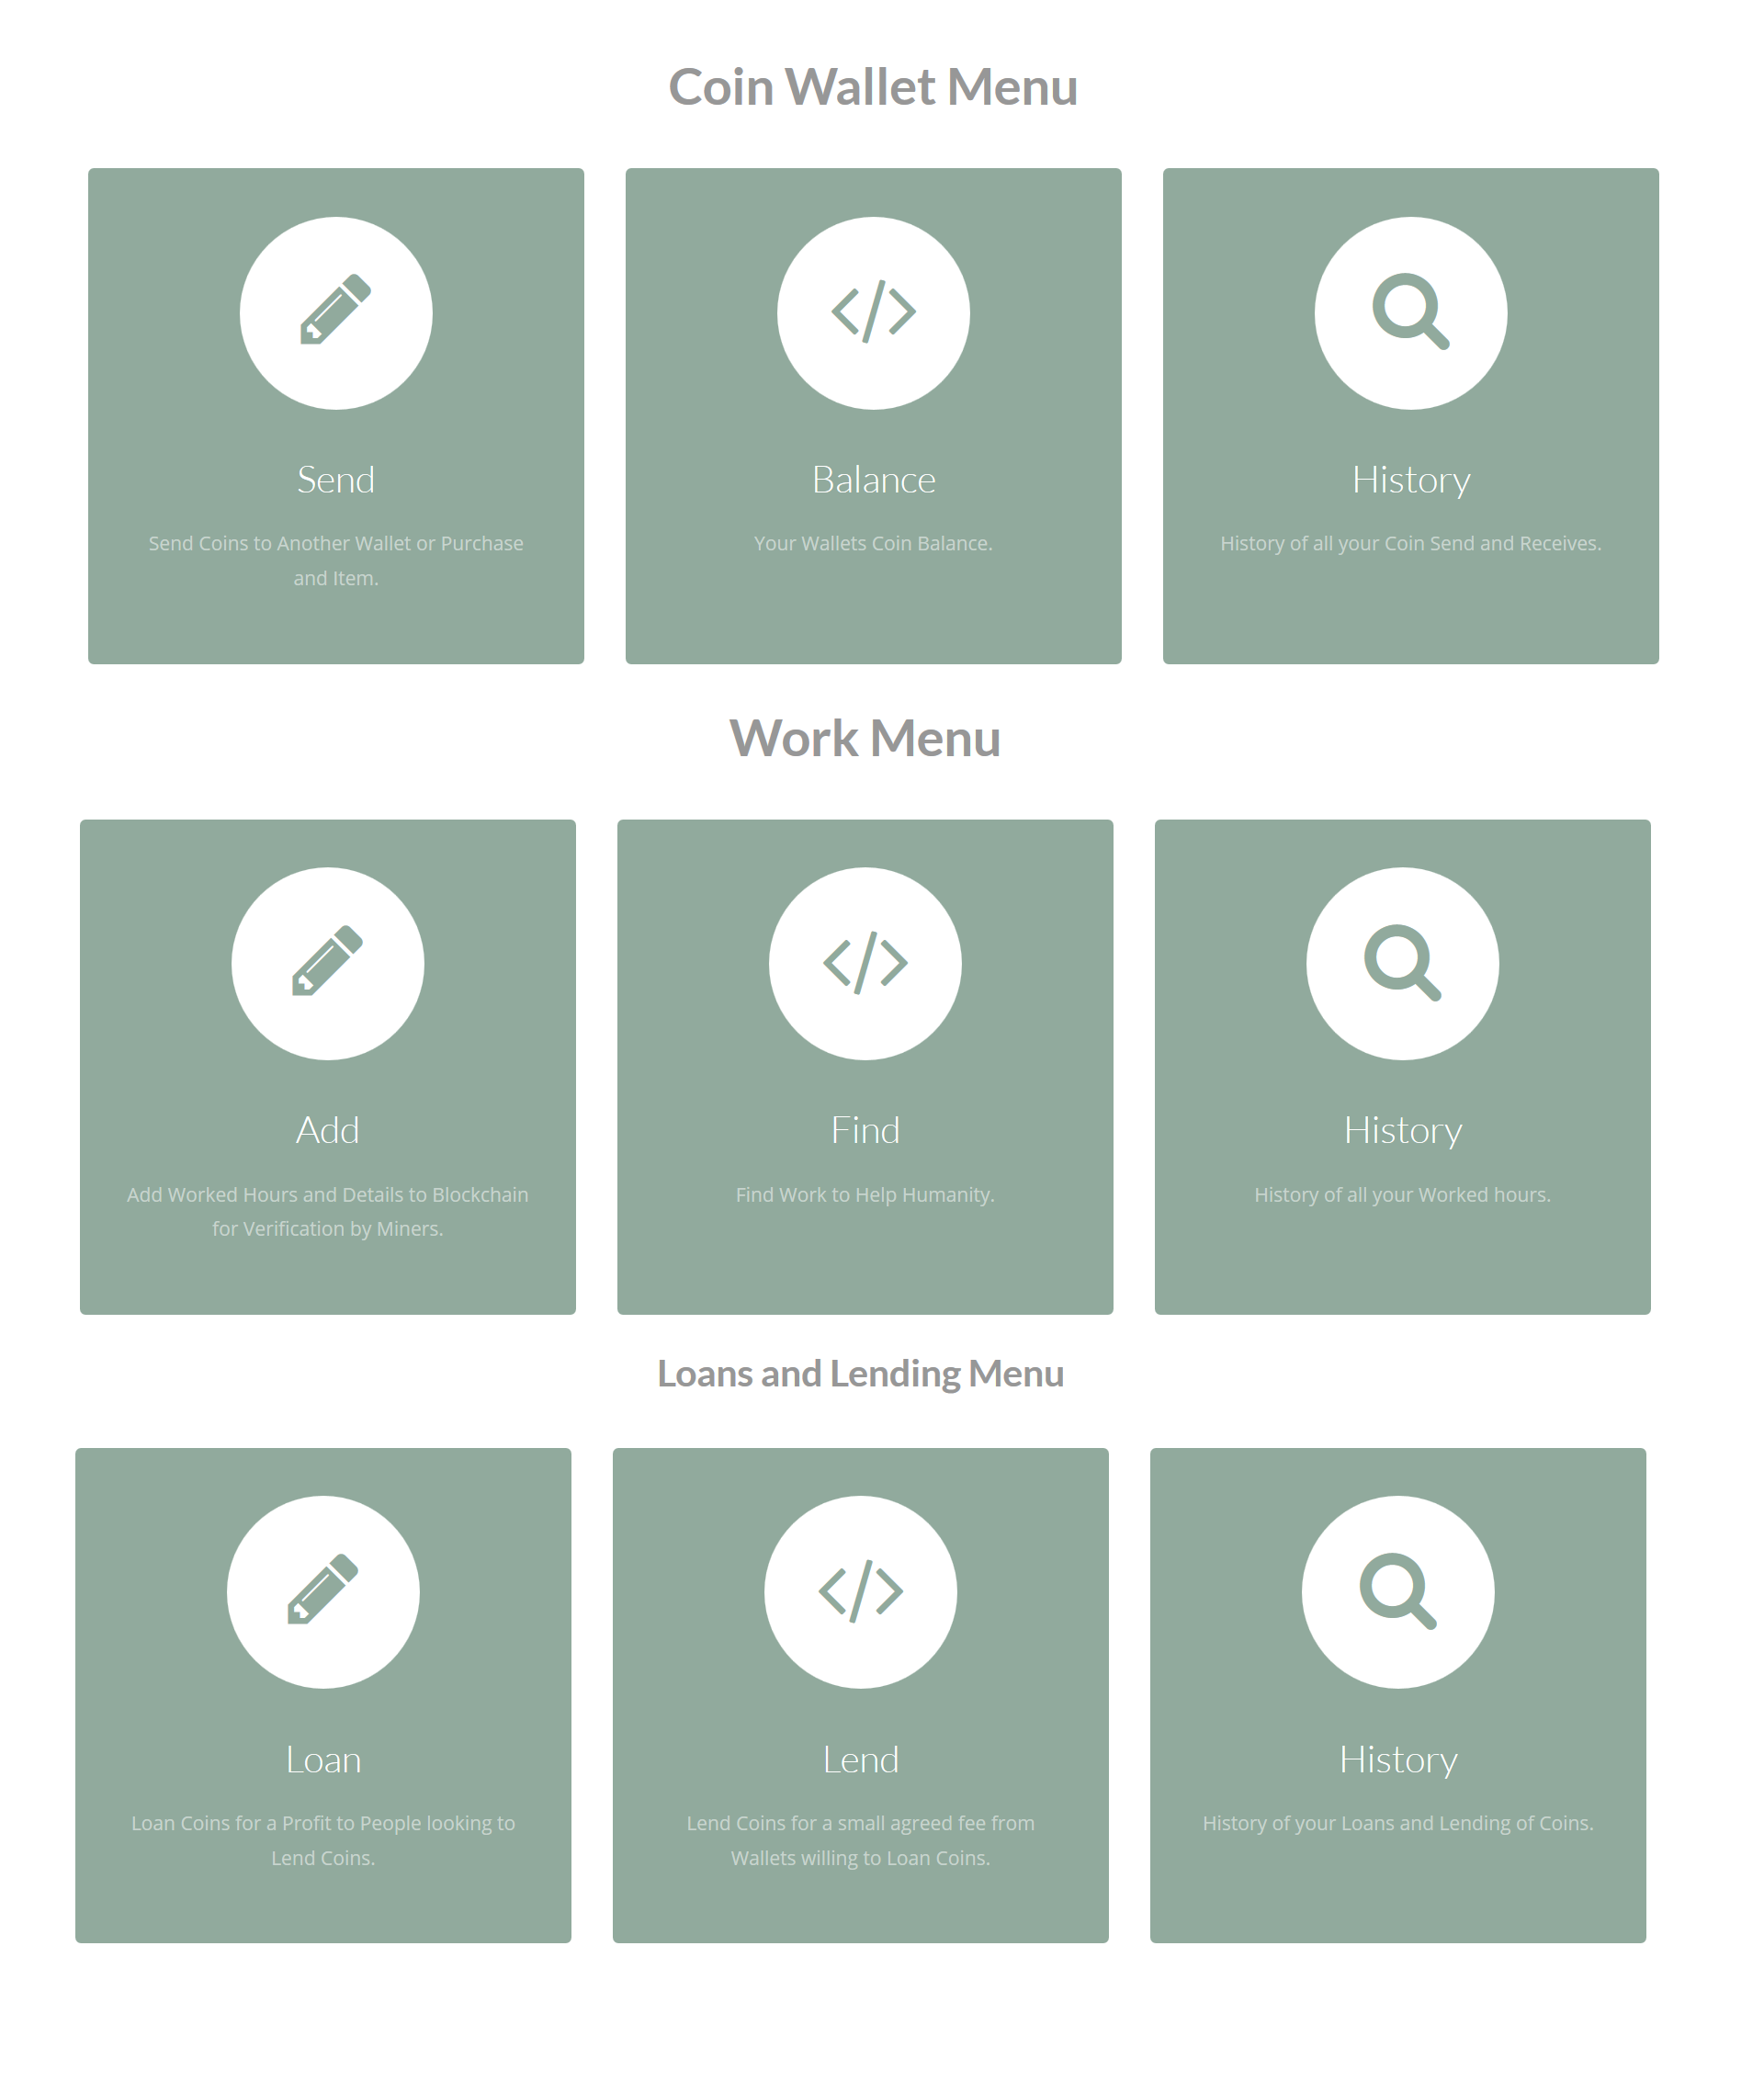 Coin Wallet Menu
Send
Send Coins to Another Wallet or Purchase
and Item.
Balance
Your Wallets Coin Balance.
History
History of all your Coin Send and Receives.
Work Menu
Add
Add Worked Hours and Details to Blockchain
for Verification by Miners.
Find
Find Work to Help Humanity.
History
History of all your Worked hours.
Loans and Lending Menu
Loan
Loan Coins for a Profit to People looking to
Lend Coins.
Lend
Lend Coins for a small agreed fee from
Wallets willing to Loan Coins.
History
History of your Loans and Lending of Coins.